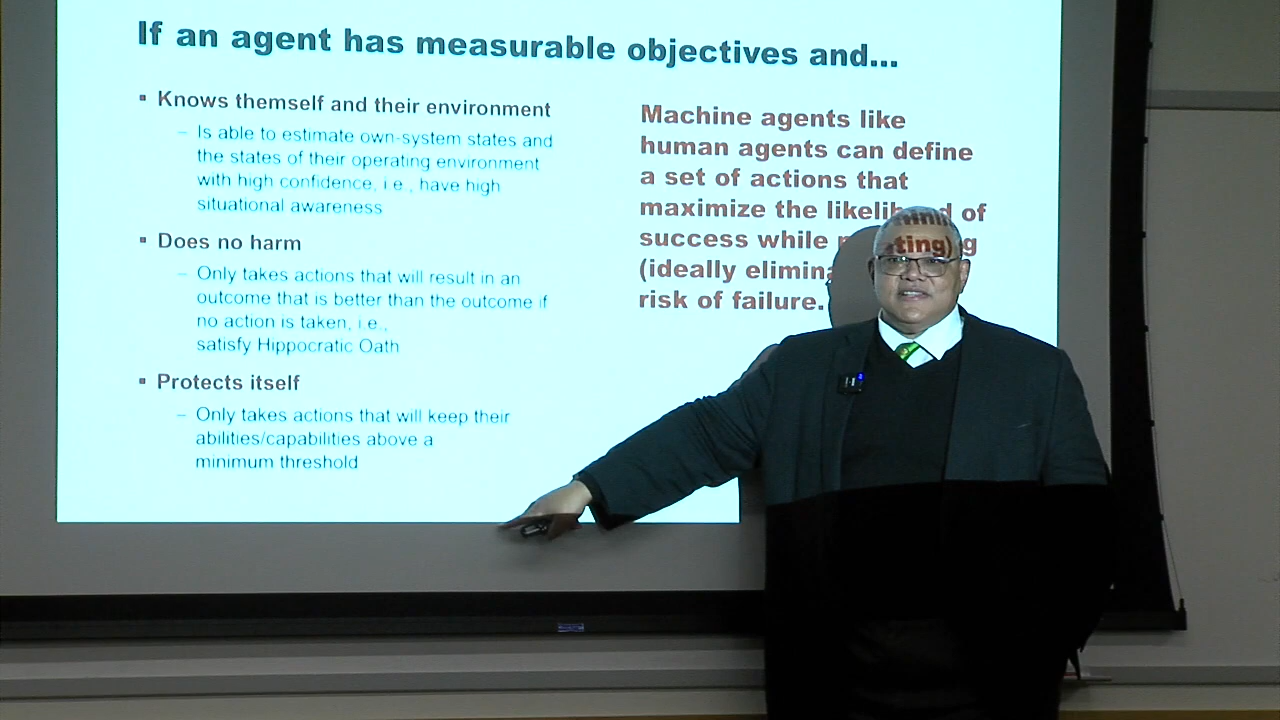 If an agent has measurable objectives and...
▪ Knows themself and their environment
– Is able to estimate own-system states and
the states of their operating environment
with high confidence, i.e., have high
situational awareness
▪ Does no harm
– Only takes actions that will result in an
outcome that is better than the outcome if
no action is taken, i.e.,
satisfy Hippocratic Oath
▪ Protects itself
– Only takes actions that will keep their
abilities/capabilities above a
minimum threshold
Machine agents like
human agents can define
a set of actions that
maximize the likelihood of
success while
(ideally
risk of failure.